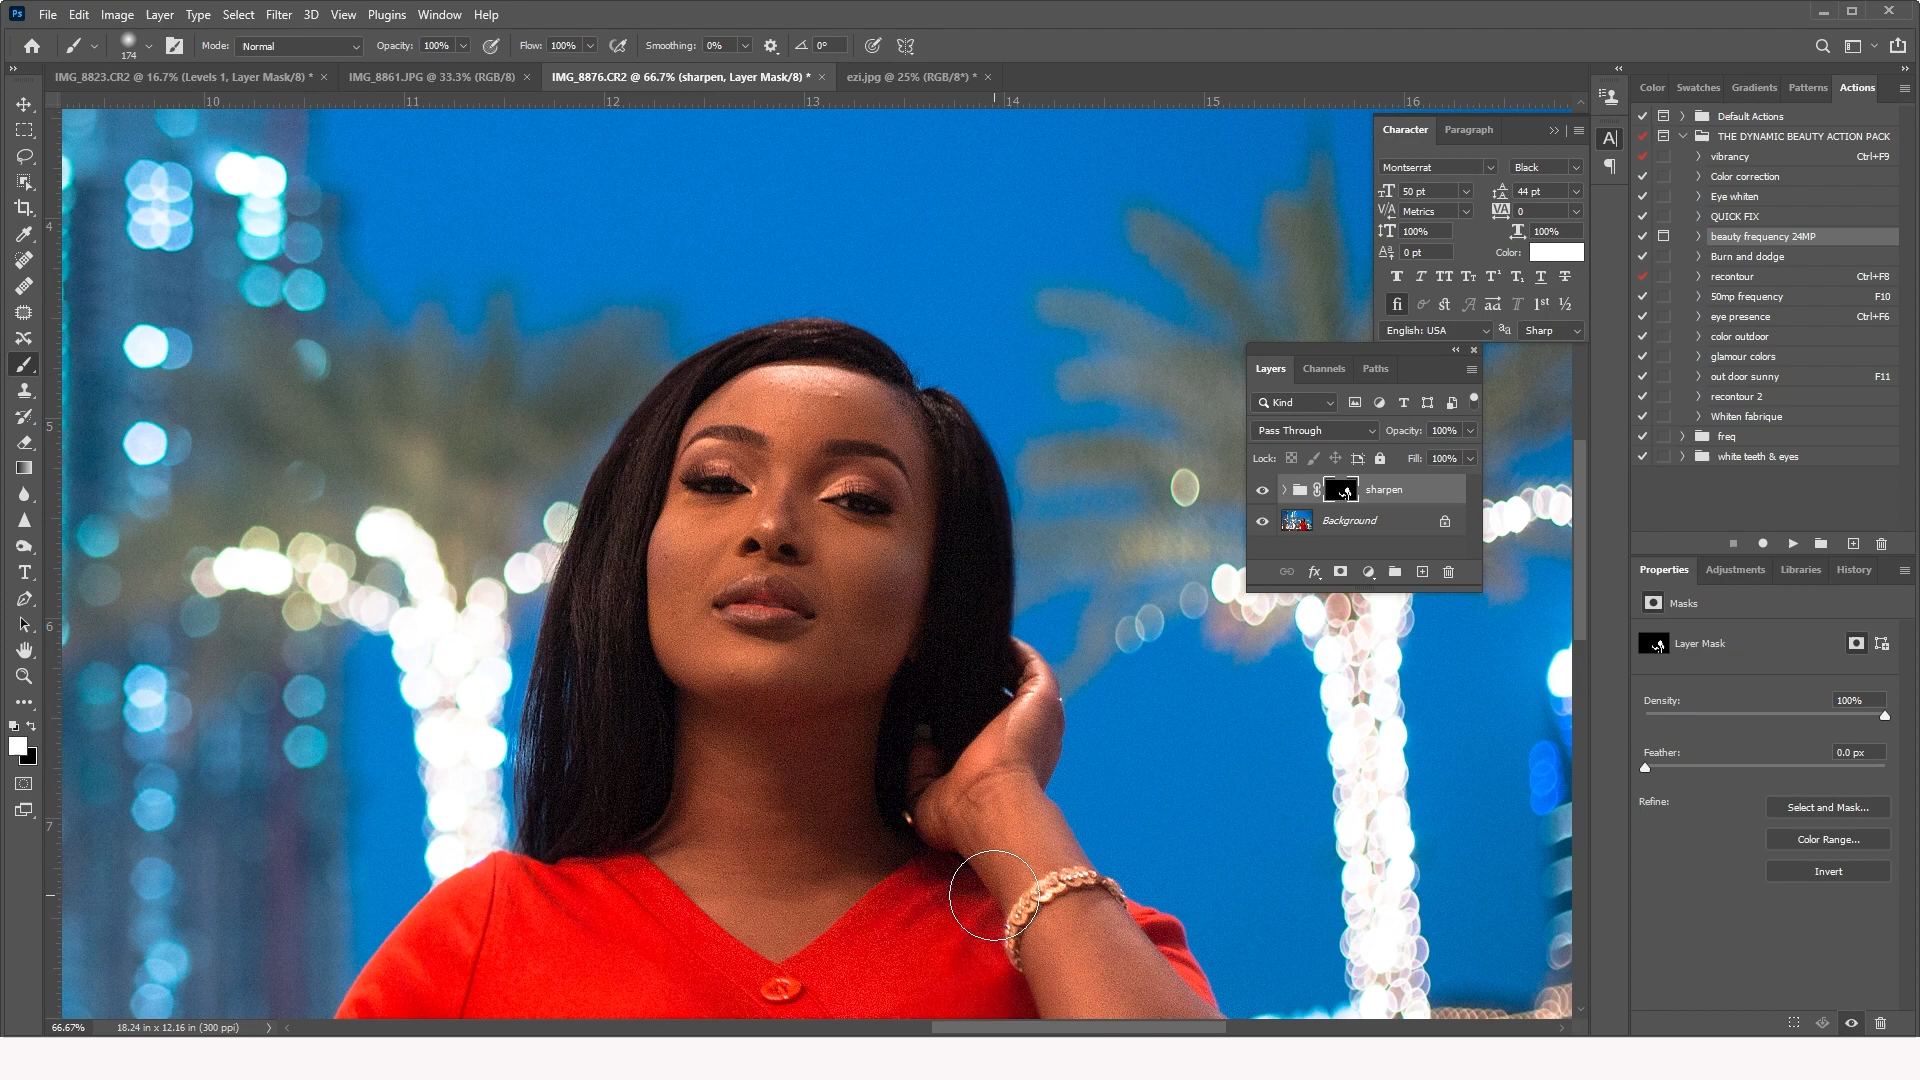 Ps File Edit Image Layer Type Select Filter 3D View Plugins Window Help
174 Mode: Normal Opacity: 100% Flow: 100% Smoothing: 0% 0°
IMG_8823.CR2 @ 16.7% (Levels 1, Layer Mask/8) * IMG_8861.JPG @ 33.3% (RGB/8) IMG_8876.CR2 @ 66.7% (sharpen, Layer Mask/8) * ezi.jpg @ 25% (RGB/8*) *
10 11 12 13 14 15 16
4
5
6
7
Character Paragraph
Montserrat Black
50 pt 44 pt
Metrics 0
100% 100%
0 pt Color:
English: USA Sharp
Layers Channels Paths
Kind
Pass Through Opacity: 100%
Lock: Fill: 100%
sharpen
Background
fx
Color Swatches Gradients Patterns Actions
Default Actions
THE DYNAMIC BEAUTY ACTION PACK
vibrancy Ctrl+F9
Color correction
Eye whiten
QUICK FIX
beauty frequency 24MP
Burn and dodge
recontour Ctrl+F8
50mp frequency F10
eye presence Ctrl+F6
color outdoor
glamour colors
out door sunny F11
recontour 2
Whiten fabrique
freq
white teeth & eyes
Properties Adjustments Libraries History
Masks
Layer Mask
Density: 100%
Feather: 0.0 px
Refine: Select and Mask...
Color Range...
Invert
66.67% 18.24 in x 12.16 in (300 ppi)